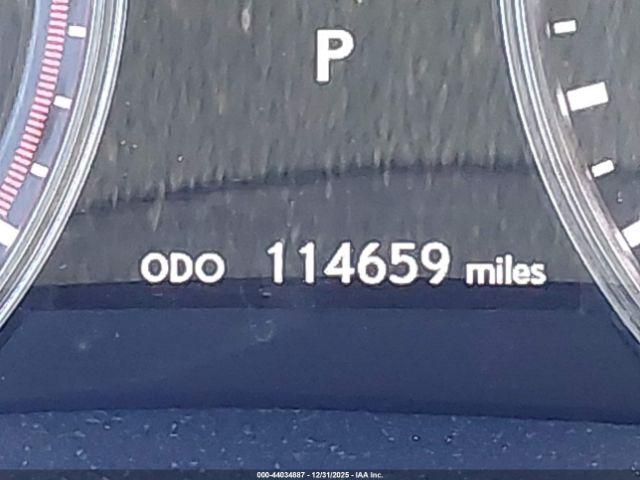 P
ODO 114659 miles
000-44034887 - 12/31/2025 - IAA Inc.